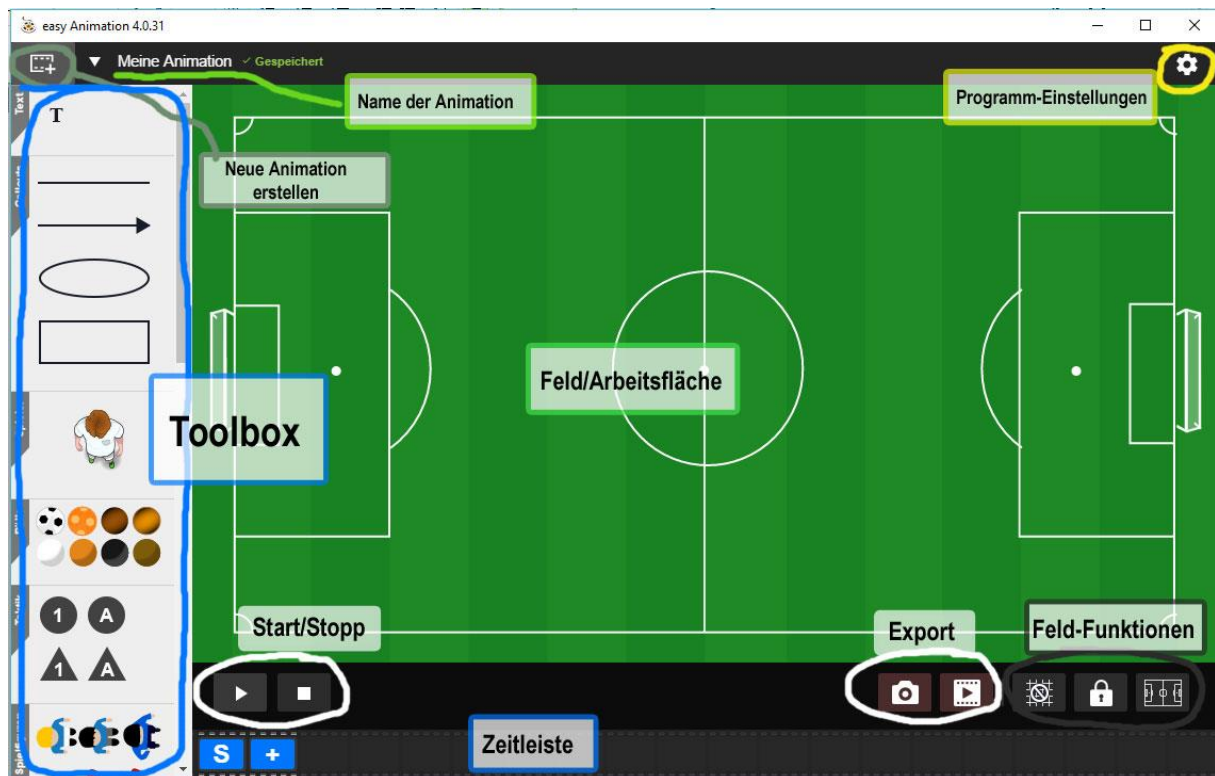 easy Animation 4.0.31
Meine Animation ✓ Gespeichert
Name der Animation
Programm-Einstellungen
Text
T
Neue Animation
erstellen
Feld/Arbeitsfläche
Toolbox
1 A
1 A
Start/Stopp
Export
Feld-Funktionen
S +
Zeitleiste